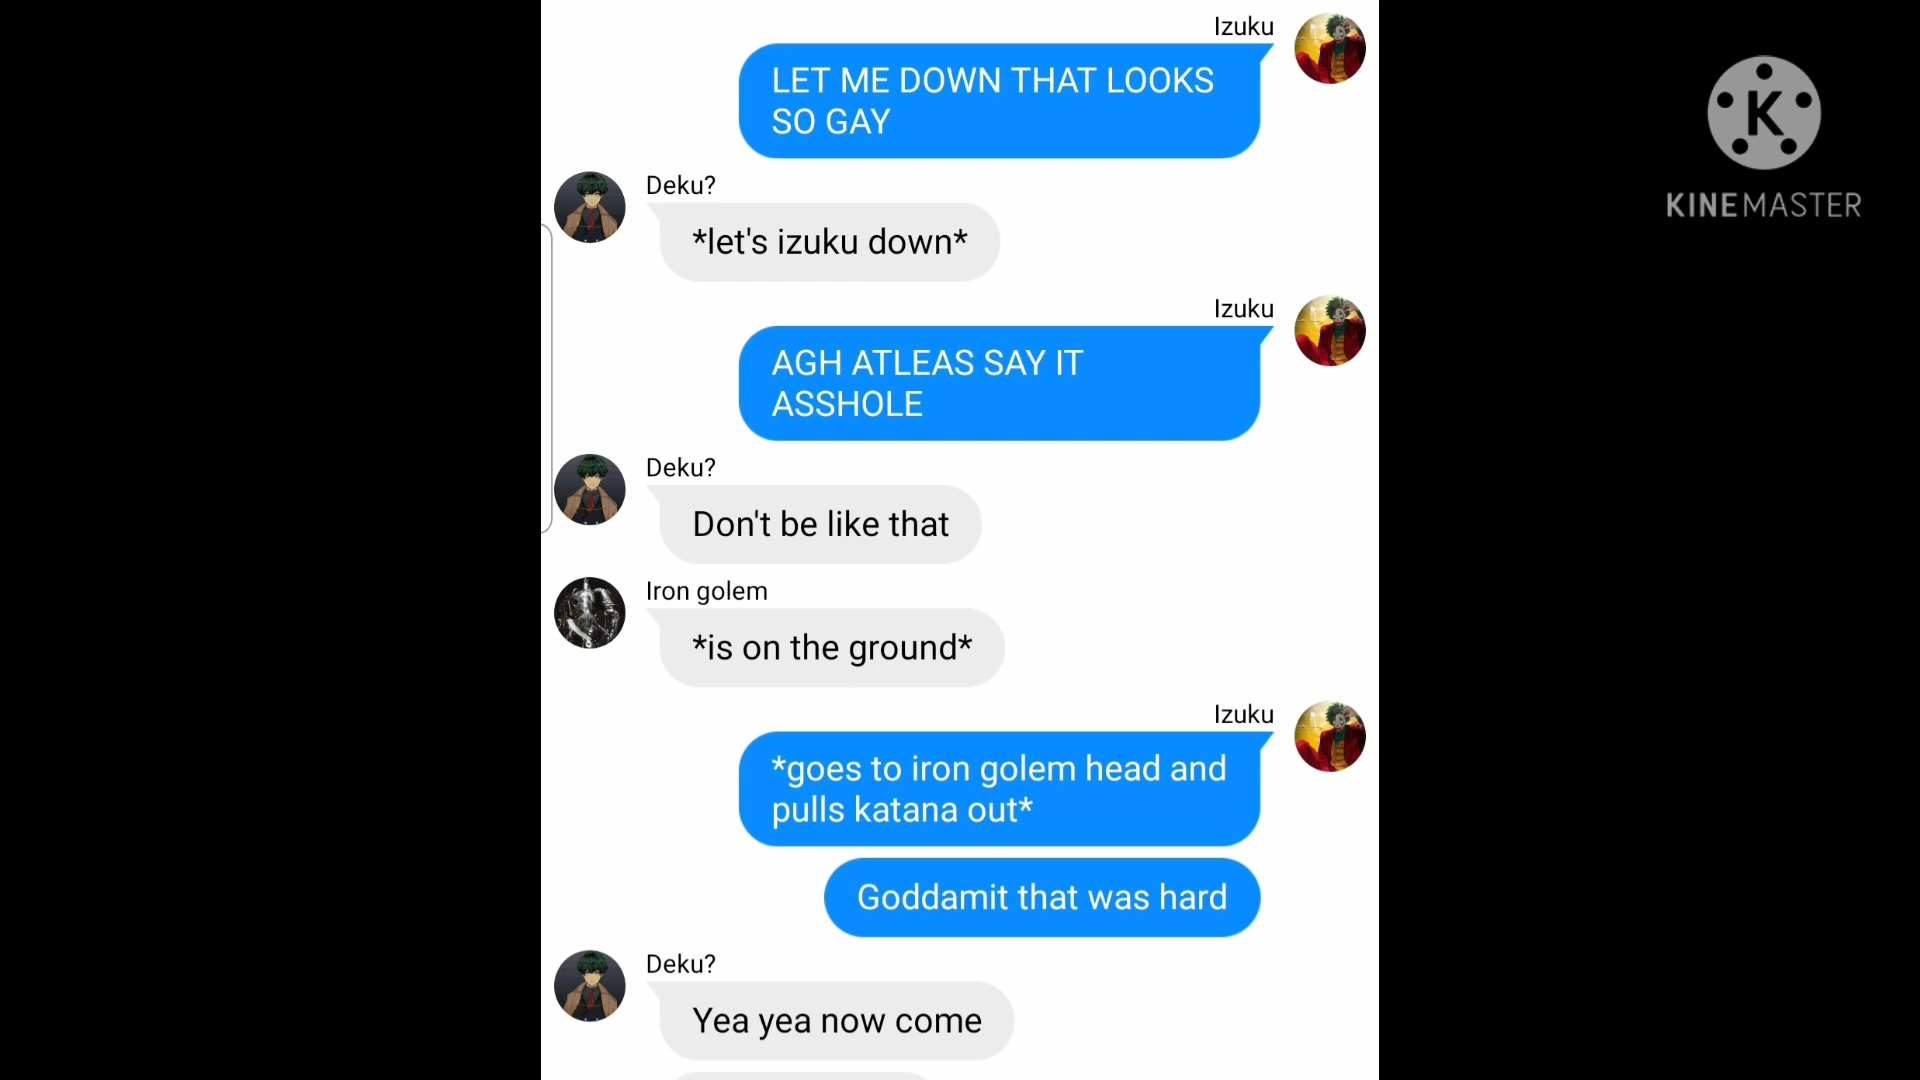 Izuku
LET ME DOWN THAT LOOKS
SO GAY
Deku?
*let's izuku down*
Izuku
AGH ATLEAS SAY IT
ASSHOLE
Deku?
Don't be like that
Iron golem
*is on the ground*
Izuku
*goes to iron golem head and
pulls katana out*
Goddamit that was hard
Deku?
Yea yea now come
K
KINEMASTER